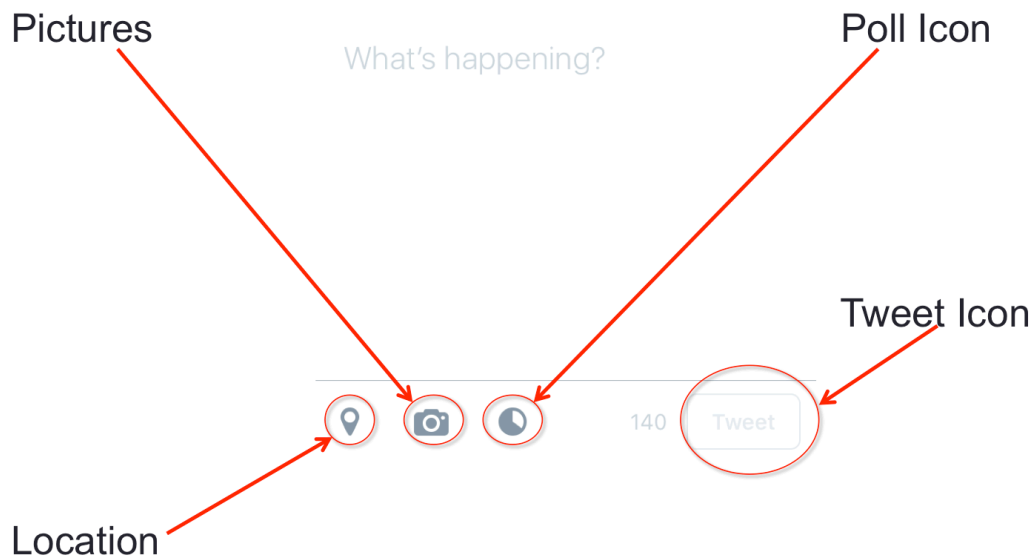 Pictures
Poll Icon
What's happening?
Tweet Icon
140
Tweet
Location